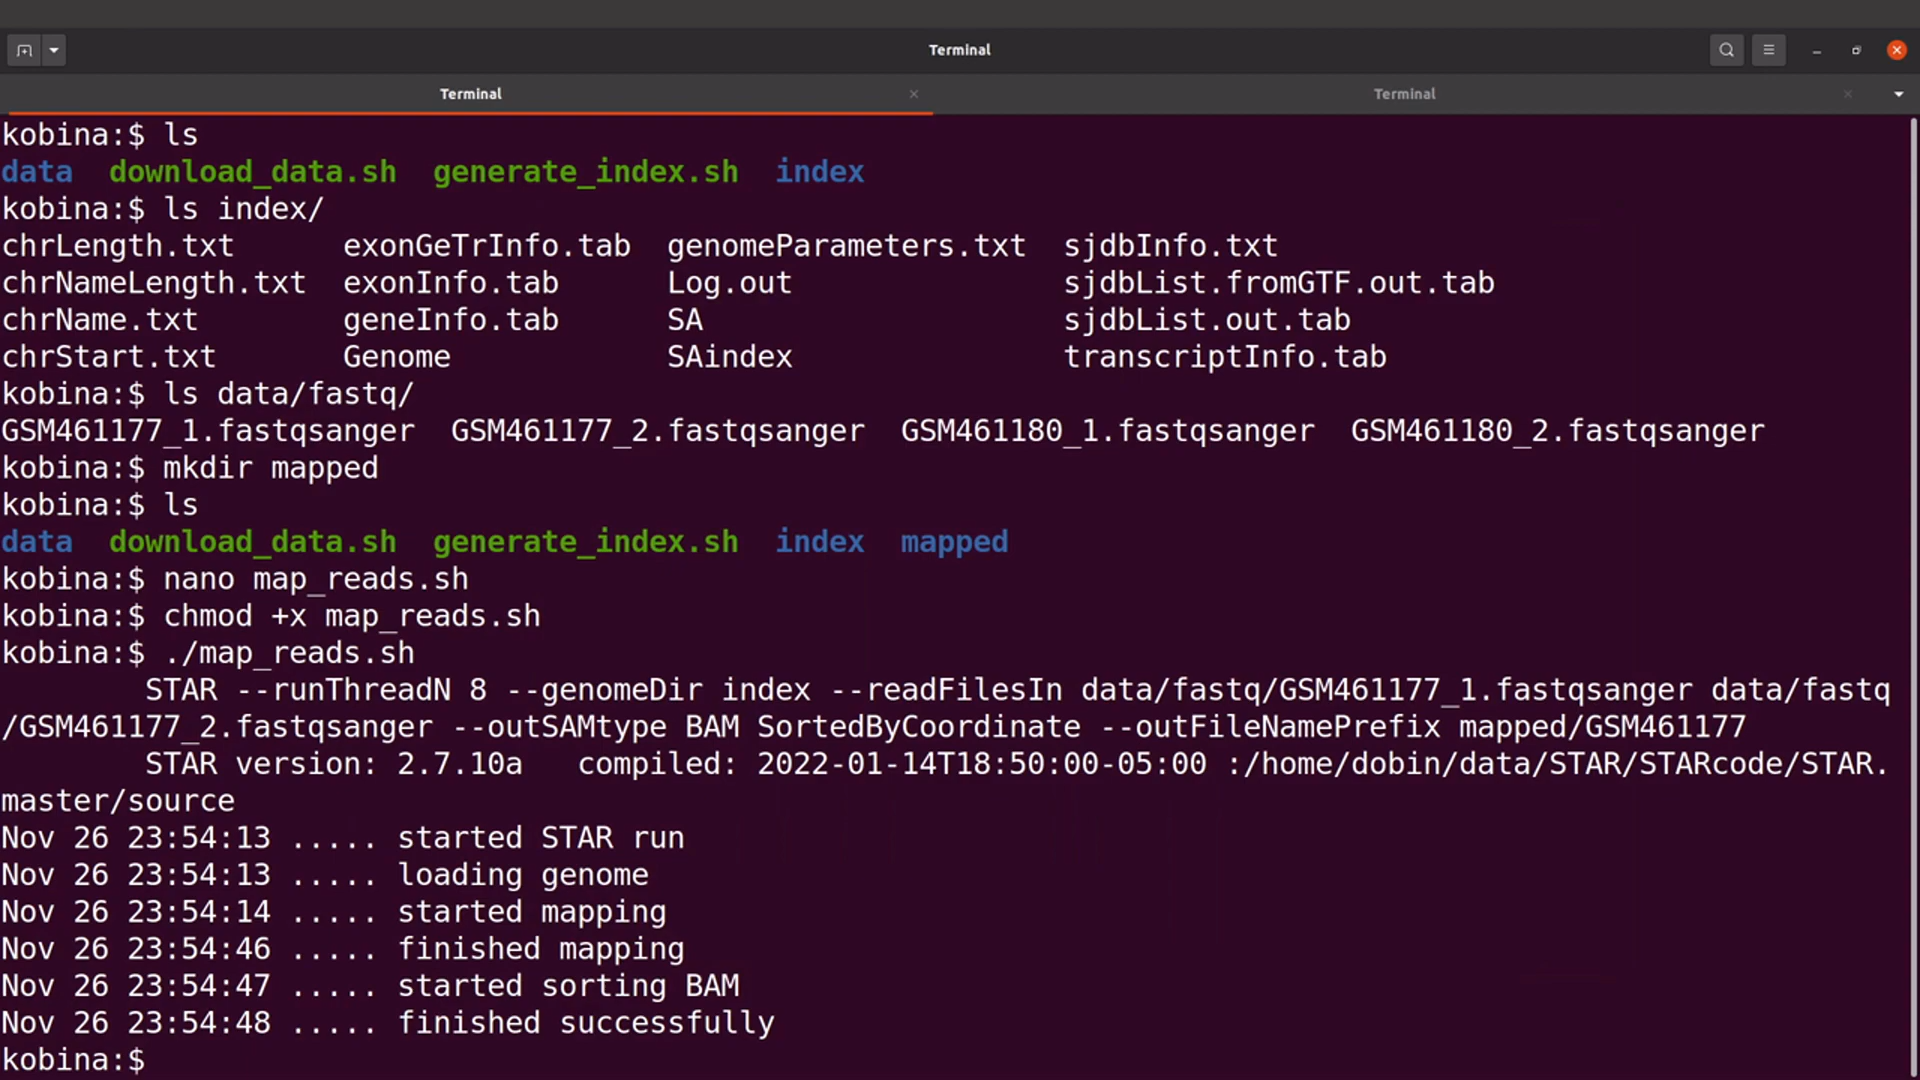 Terminal
Terminal Terminal
kobina:$ ls
data download_data.sh generate_index.sh index
kobina:$ ls index/
chrLength.txt exonGeTrInfo.tab genomeParameters.txt sjdbInfo.txt
chrNameLength.txt exonInfo.tab Log.out sjdbList.fromGTF.out.tab
chrName.txt geneInfo.tab SA sjdbList.out.tab
chrStart.txt Genome SAindex transcriptInfo.tab
kobina:$ ls data/fastq/
GSM461177_1.fastqsanger GSM461177_2.fastqsanger GSM461180_1.fastqsanger GSM461180_2.fastqsanger
kobina:$ mkdir mapped
kobina:$ ls
data download_data.sh generate_index.sh index mapped
kobina:$ nano map_reads.sh
kobina:$ chmod +x map_reads.sh
kobina:$ ./map_reads.sh
STAR --runThreadN 8 --genomeDir index --readFilesIn data/fastq/GSM461177_1.fastqsanger data/fastq
/GSM461177_2.fastqsanger --outSAMtype BAM SortedByCoordinate --outFileNamePrefix mapped/GSM461177
STAR version: 2.7.10a compiled: 2022-01-14T18:50:00-05:00 :/home/dobin/data/STAR/STARcode/STAR.
master/source
Nov 26 23:54:13 ..... started STAR run
Nov 26 23:54:13 ..... loading genome
Nov 26 23:54:14 ..... started mapping
Nov 26 23:54:46 ..... finished mapping
Nov 26 23:54:47 ..... started sorting BAM
Nov 26 23:54:48 ..... finished successfully
kobina:$